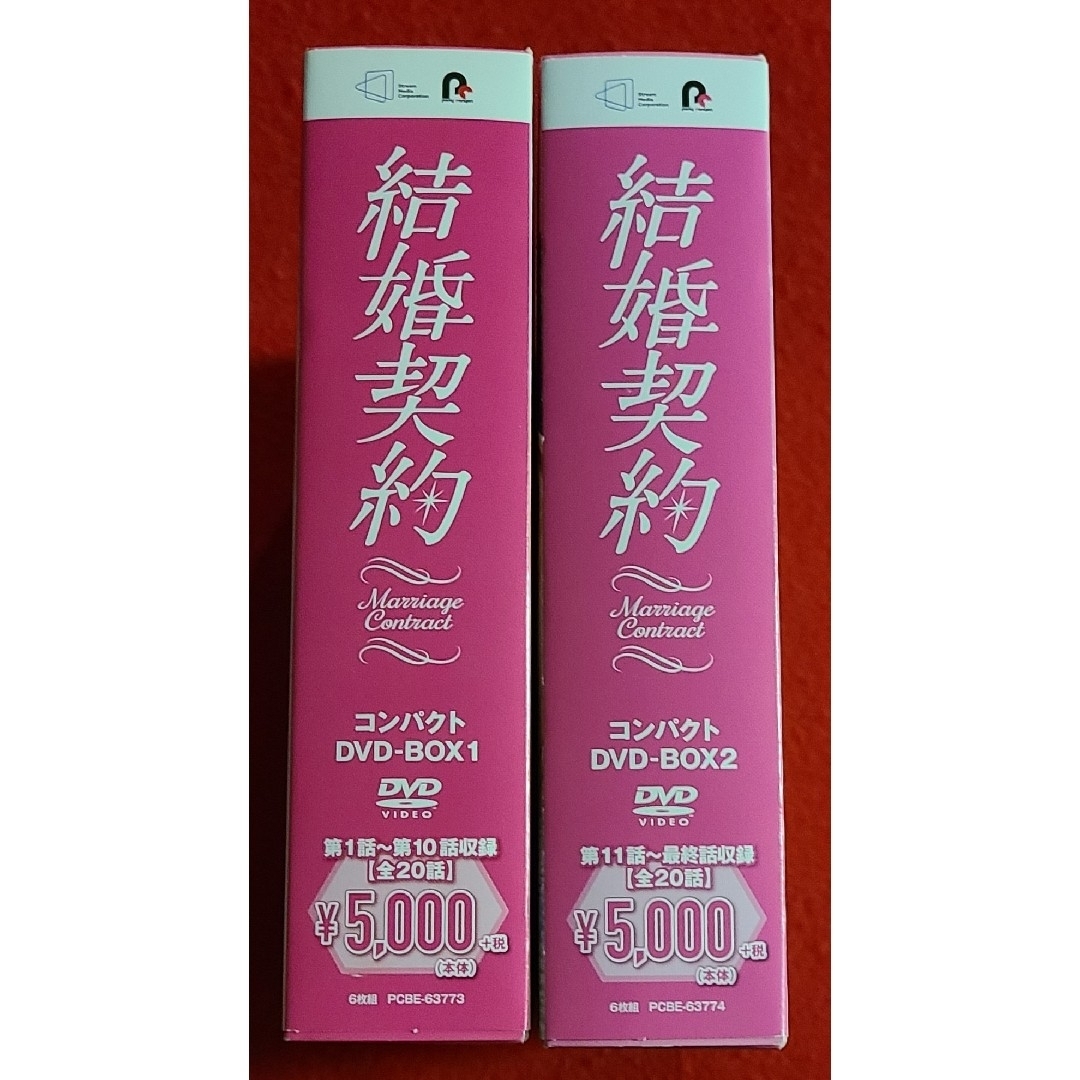 Stream
Media
Corporation
結婚契約
Marriage
Contract
コンパクト
DVD-BOX1
DVD
VIDEO
第1話～第10話収録
【全20話】
¥5,000+税
(本体)
6枚組 PCBE-63773
Stream
Media
Corporation
結婚契約
Marriage
Contract
コンパクト
DVD-BOX2
DVD
VIDEO
第11話～最終話収録
【全20話】
¥5,000+税
(本体)
6枚組 PCBE-63774